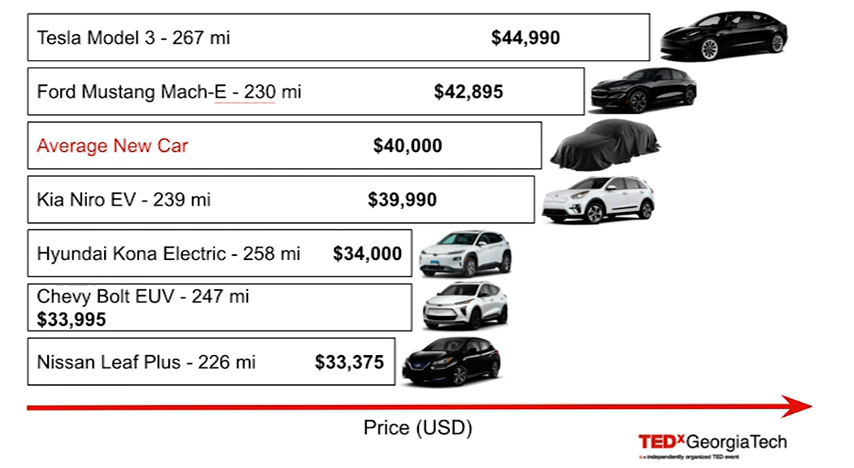 Tesla Model 3 - 267 mi $44,990
Ford Mustang Mach-E - 230 mi $42,895
Average New Car $40,000
Kia Niro EV - 239 mi $39,990
Hyundai Kona Electric - 258 mi $34,000
Chevy Bolt EUV - 247 mi
$33,995
Nissan Leaf Plus - 226 mi $33,375
Price (USD)
TEDxGeorgiaTech
x = independently organized TED event